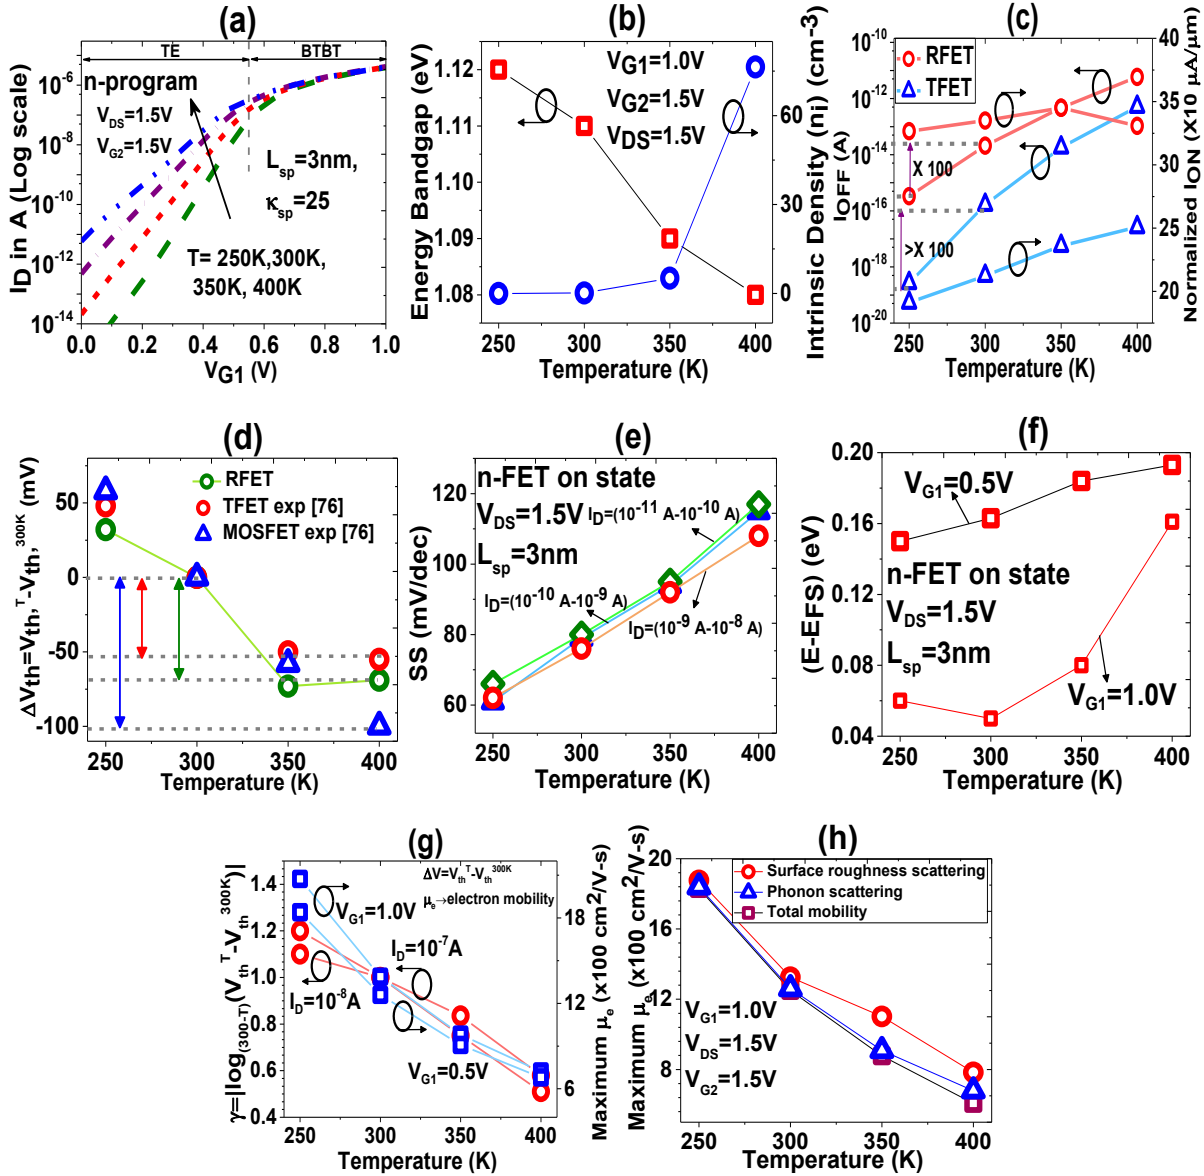 (a)
TE
BTBT
n-program
V_DS=1.5V
V_G2=1.5V
L_sp=3nm,
κ_sp=25
T= 250K,300K,
350K, 400K
I_D in A (Log scale)
10^-6
10^-8
10^-10
10^-12
10^-14
0.0 0.2 0.4 0.6 0.8 1.0
V_G1 (V)
(b)
V_G1=1.0V
V_G2=1.5V
V_DS=1.5V
Energy Bandgap (eV)
1.12
1.11
1.10
1.09
1.08
60
30
0
Intrinsic Density (ni) (cm-3)
250 300 350 400
Temperature (K)
(c)
RFET
TFET
X 100
>X 100
I_OFF (A)
10^-10
10^-12
10^-14
10^-16
10^-18
10^-20
40
35
30
25
20
Normalized I_ON (X10 μA/μm)
250 300 350 400
Temperature (K)
(d)
RFET
TFET exp [76]
MOSFET exp [76]
ΔV_th=V_th,^T-V_th,^300K (mV)
50
0
-50
-100
250 300 350 400
Temperature (K)
(e)
n-FET on state
V_DS=1.5V
L_sp=3nm
I_D=(10^-11 A-10^-10 A)
I_D=(10^-10 A-10^-9 A)
I_D=(10^-9 A-10^-8 A)
SS (mV/dec)
120
100
80
60
250 300 350 400
Temperature (K)
(f)
V_G1=0.5V
n-FET on state
V_DS=1.5V
L_sp=3nm
V_G1=1.0V
(E-EFS) (eV)
0.20
0.16
0.12
0.08
0.04
250 300 350 400
Temperature (K)
(g)
ΔV=V_th^T-V_th^300K
μ_e→electron mobility
V_G1=1.0V
I_D=10^-7A
I_D=10^-8A
V_G1=0.5V
γ=|log_(300-T)(V_th^T-V_th^300K)|
1.4
1.2
1.0
0.8
0.6
0.4
18
12
6
Maximum μ_e (x100 cm^2/V-s)
250 300 350 400
Temperature (K)
(h)
Surface roughness scattering
Phonon scattering
Total mobility
V_G1=1.0V
V_DS=1.5V
V_G2=1.5V
Maximum μ_e (x100 cm^2/V-s)
20
16
12
8
250 300 350 400
Temperature (K)